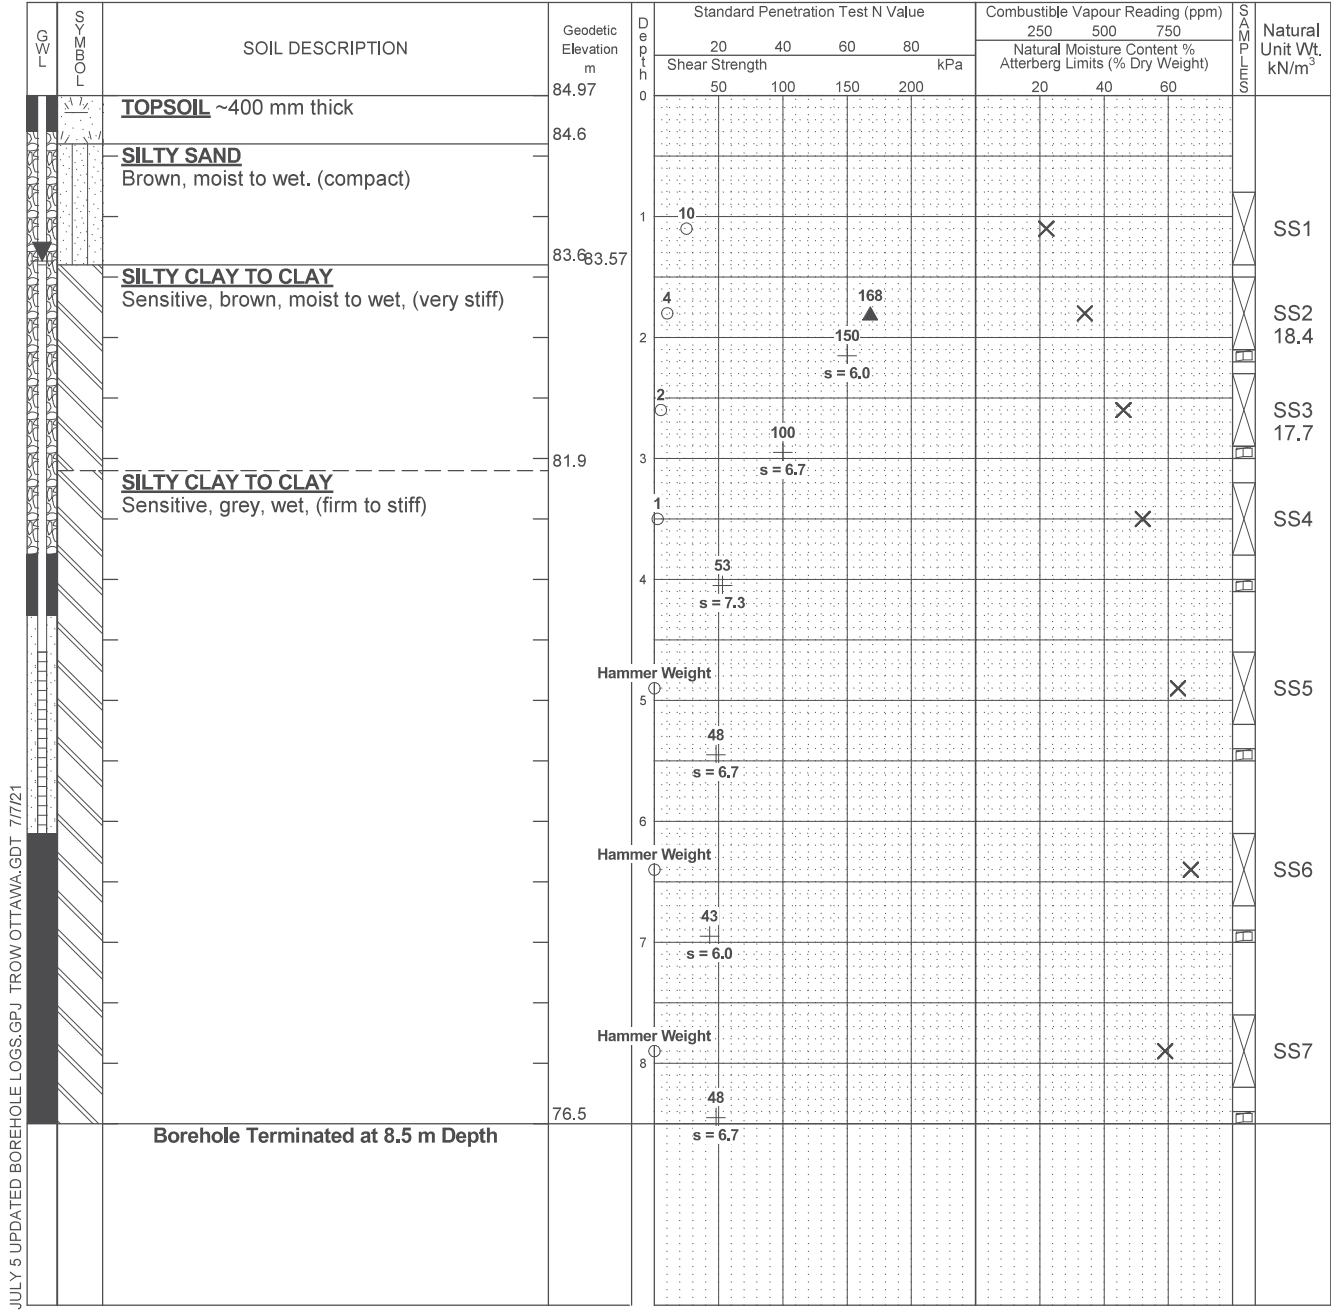 GWL
SYMBOL
SOIL DESCRIPTION
Geodetic
Elevation
m
Depth
Standard Penetration Test N Value
20 40 60 80
Shear Strength kPa
50 100 150 200
Combustible Vapour Reading (ppm)
250 500 750
Natural Moisture Content %
Atterberg Limits (% Dry Weight)
20 40 60
SAMPLES
Natural
Unit Wt.
kN/m³
84.97
0
TOPSOIL ~400 mm thick
84.6
SILTY SAND
Brown, moist to wet. (compact)
10
1
SS1
83.6
83.57
SILTY CLAY TO CLAY
Sensitive, brown, moist to wet, (very stiff)
4
168
SS2
18.4
2
150
s = 6.0
2
SS3
17.7
100
3
s = 6.7
81.9
SILTY CLAY TO CLAY
Sensitive, grey, wet, (firm to stiff)
1
SS4
53
4
s = 7.3
Hammer Weight
SS5
5
48
s = 6.7
6
Hammer Weight
SS6
43
7
s = 6.0
Hammer Weight
SS7
8
48
76.5
s = 6.7
Borehole Terminated at 8.5 m Depth
JULY 5 UPDATED BOREHOLE LOGS.GPJ TROW OTTAWA.GDT 7/7/21